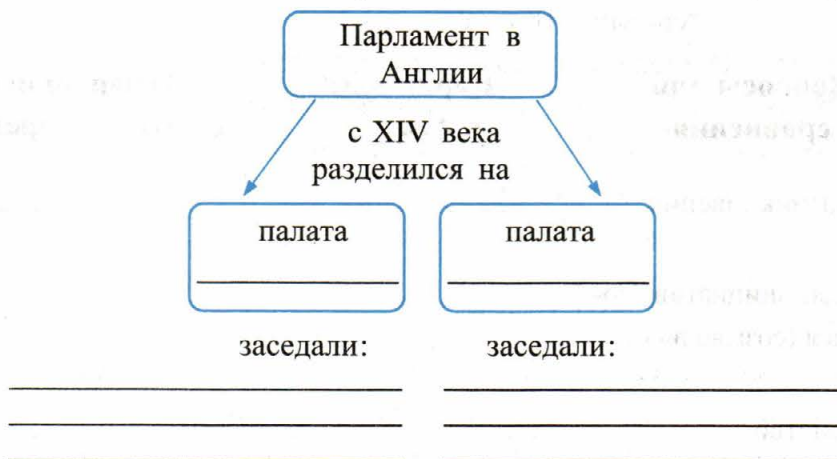 Парламент в
Англии
с XIV века
разделился на
палата
палата
заседали:
заседали: